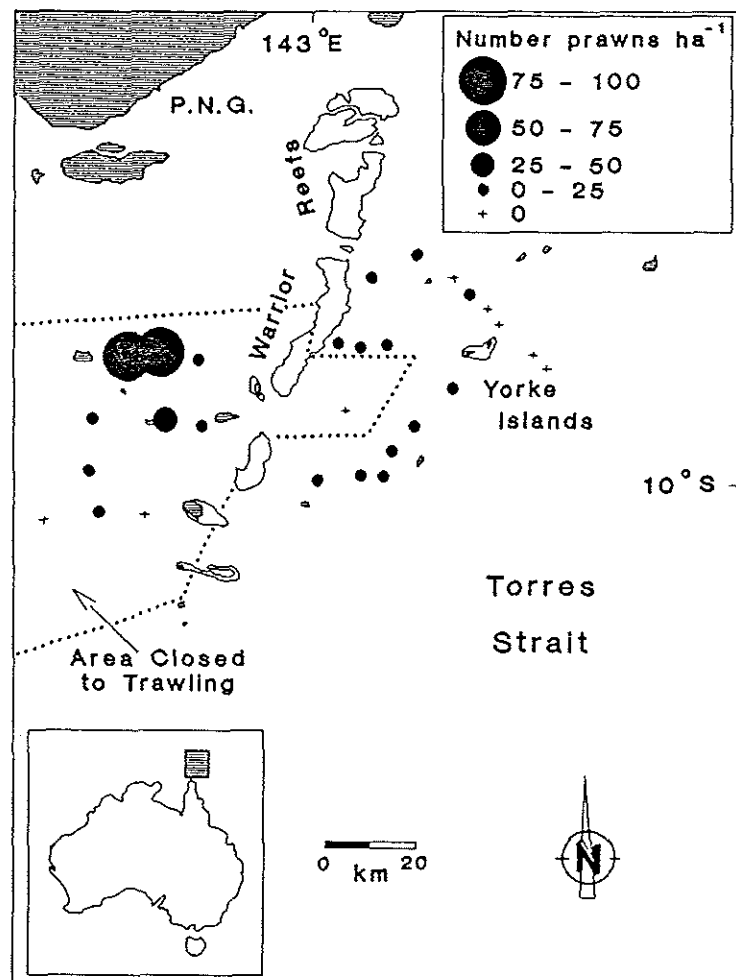 143°E
P.N.G.
Number prawns ha⁻¹
75 - 100
50 - 75
25 - 50
0 - 25
0
Warrior Reefs
Yorke
Islands
10°S
Torres
Strait
Area Closed
to Trawling
0 20
km
N